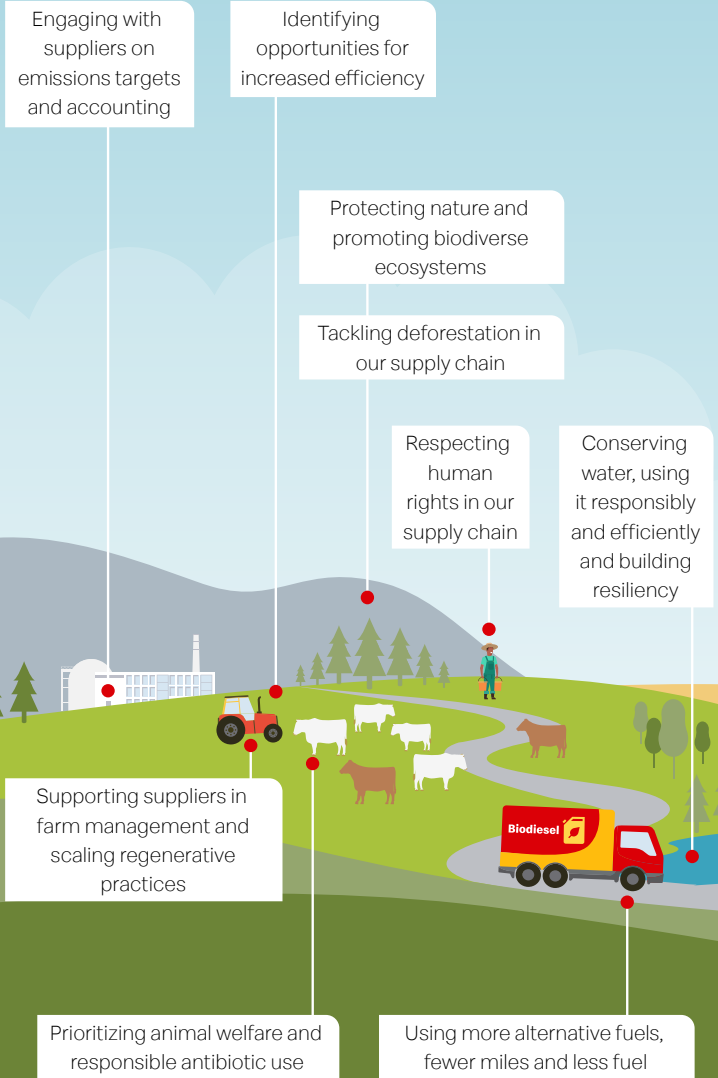 Engaging with
suppliers on
emissions targets
and accounting
Identifying
opportunities for
increased efficiency
Protecting nature and
promoting biodiverse
ecosystems
Tackling deforestation in
our supply chain
Respecting
human
rights in our
supply chain
Conserving
water, using
it responsibly
and efficiently
and building
resiliency
Supporting suppliers in
farm management and
scaling regenerative
practices
Biodiesel
Prioritizing animal welfare and
responsible antibiotic use
Using more alternative fuels,
fewer miles and less fuel